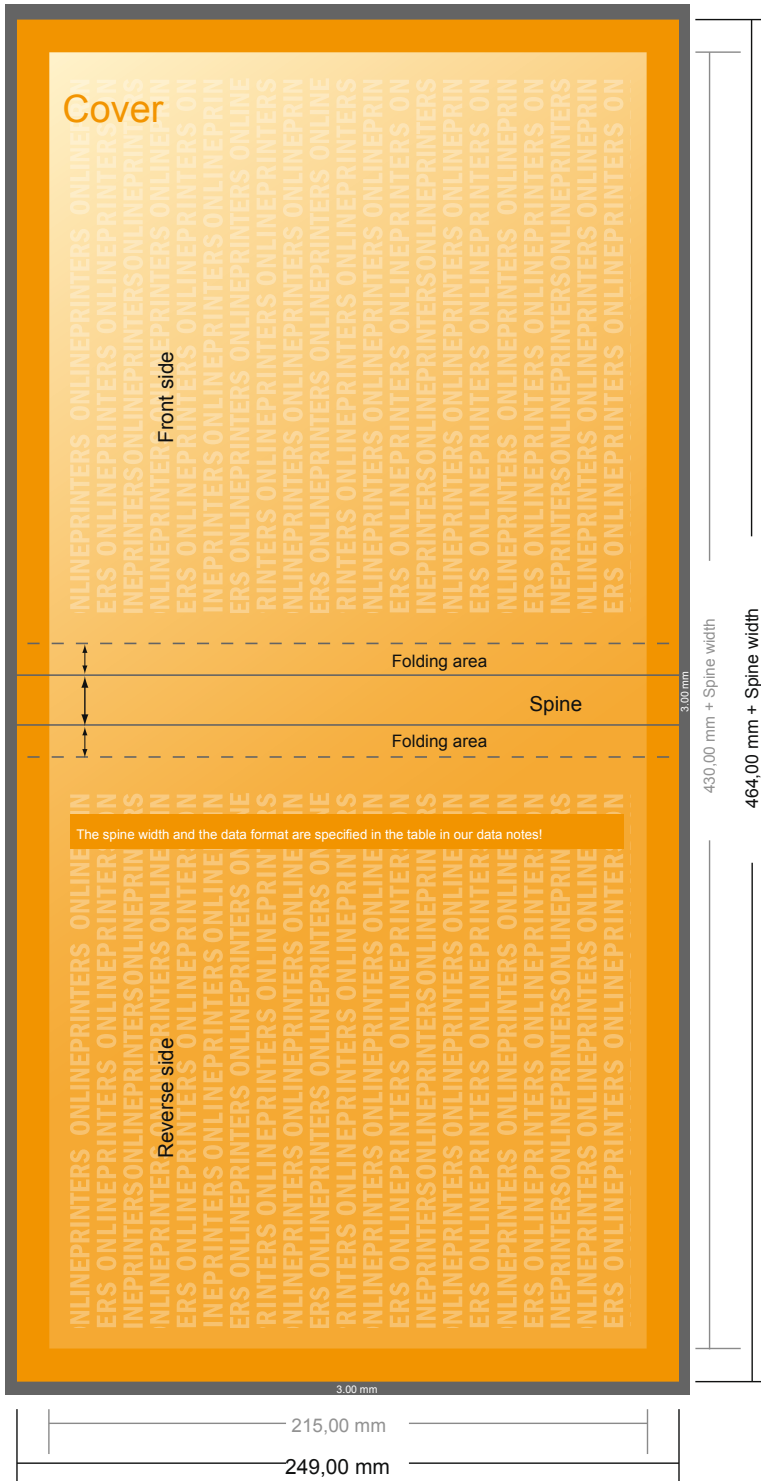 Cover
Front side
Folding area
Spine
Folding area
The spine width and the data format are specified in the table in our data notes!
Reverse side
3.00 mm
430,00 mm + Spine width
464,00 mm + Spine width
3.00 mm
215,00 mm
249,00 mm
ONLINEPRINTERS